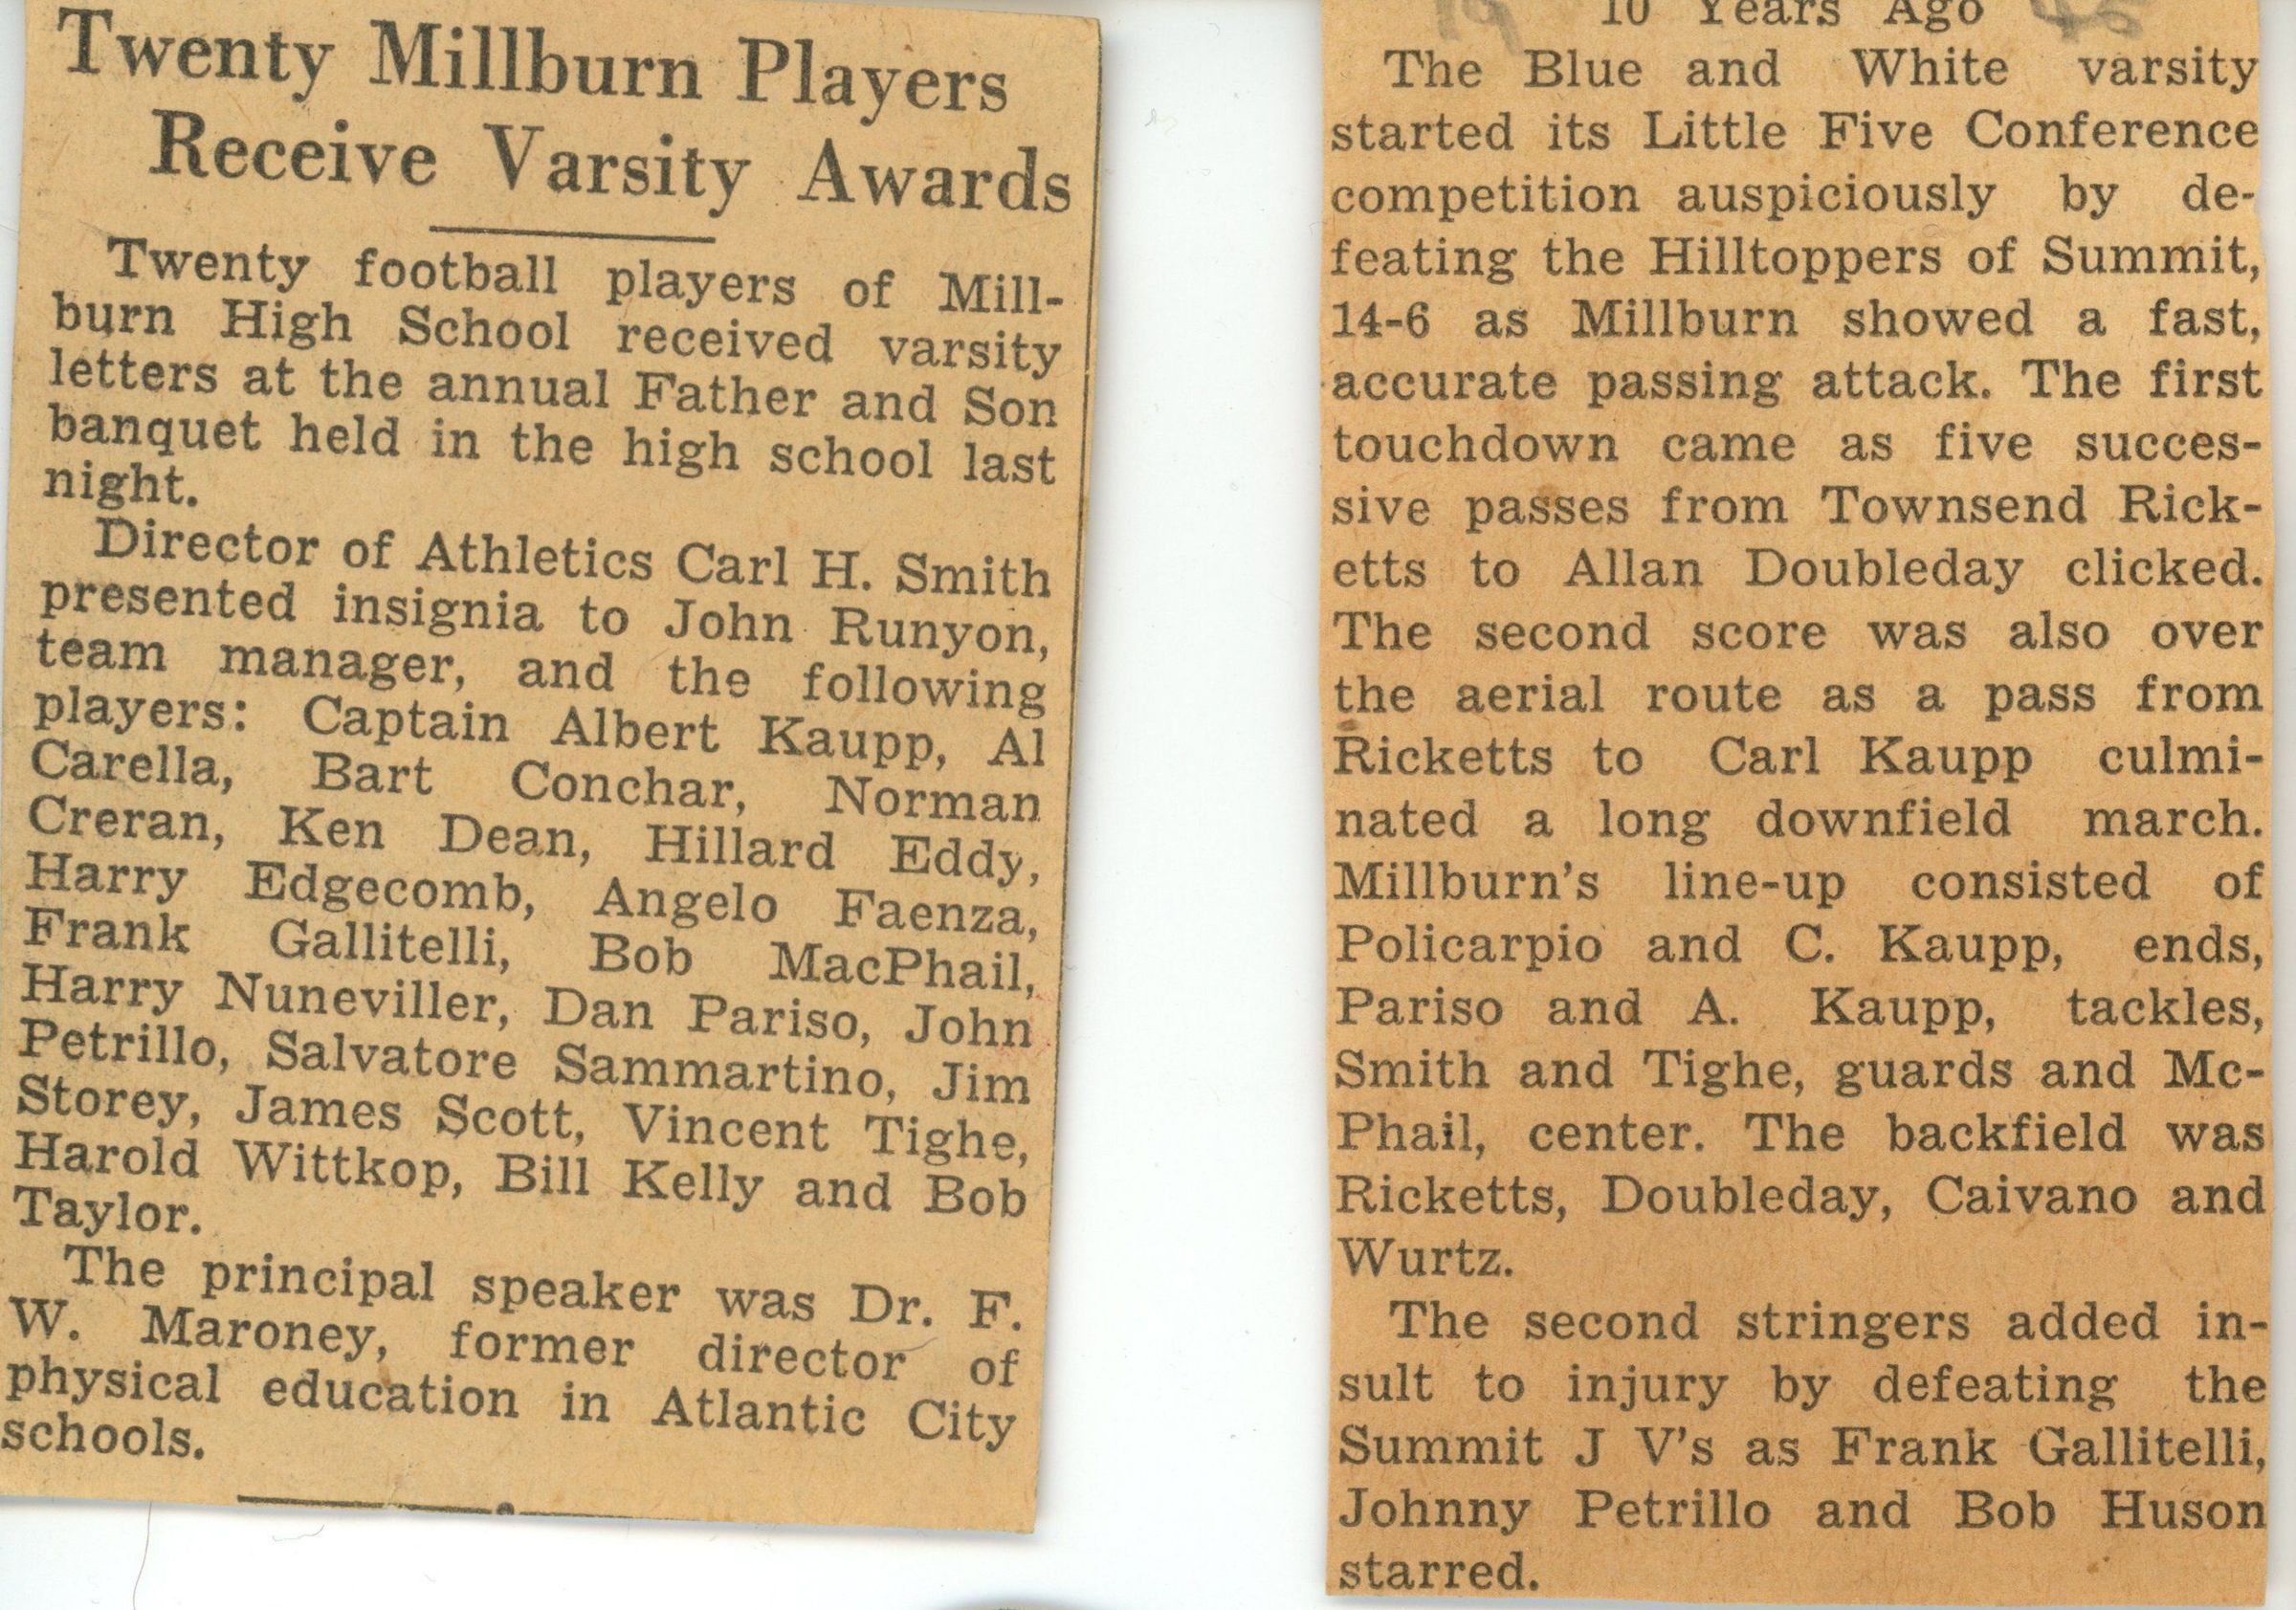 Twenty Millburn Players
Receive Varsity Awards
Twenty football players of Mill-
burn High School received varsity
letters at the annual Father and Son
banquet held in the high school last
night.
Director of Athletics Carl H. Smith
presented insignia to John Runyon,
team manager, and the following
players: Captain Albert Kaupp, Al
Carella, Bart Conchar, Norman
Creran, Ken Dean, Hillard Eddy,
Harry Edgecomb, Angelo Faenza,
Frank Gallitelli, Bob MacPhail,
Harry Nuneviller, Dan Pariso, John
Petrillo, Salvatore Sammartino, Jim
Storey, James Scott, Vincent Tighe,
Harold Wittkop, Bill Kelly and Bob
Taylor.
The principal speaker was Dr. F.
W. Maroney, former director of
physical education in Atlantic City
schools.
10 Years Ago
The Blue and White varsity
started its Little Five Conference
competition auspiciously by de-
feating the Hilltoppers of Summit,
14-6 as Millburn showed a fast,
accurate passing attack. The first
touchdown came as five succes-
sive passes from Townsend Rick-
etts to Allan Doubleday clicked.
The second score was also over
the aerial route as a pass from
Ricketts to Carl Kaupp culmi-
nated a long downfield march.
Millburn's line-up consisted of
Policarpio and C. Kaupp, ends,
Pariso and A. Kaupp, tackles,
Smith and Tighe, guards and Mc-
Phail, center. The backfield was
Ricketts, Doubleday, Caivano and
Wurtz.
The second stringers added in-
sult to injury by defeating the
Summit J V's as Frank Gallitelli,
Johnny Petrillo and Bob Huson
starred.